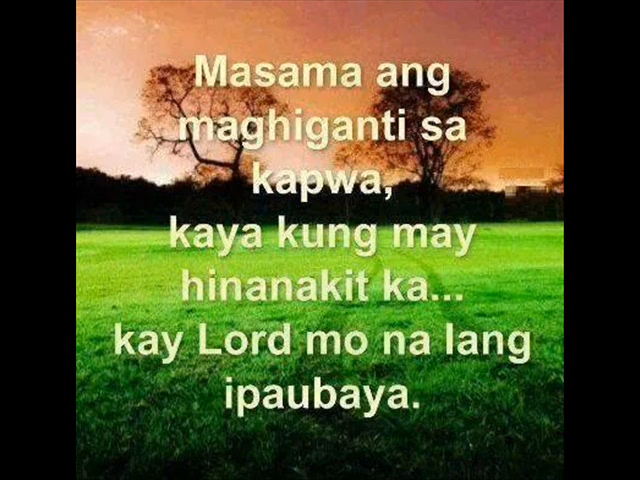 Masama ang
maghiganti sa
kapwa,
kaya kung may
hinanakit ka...
kay Lord mo na lang
ipaubaya.